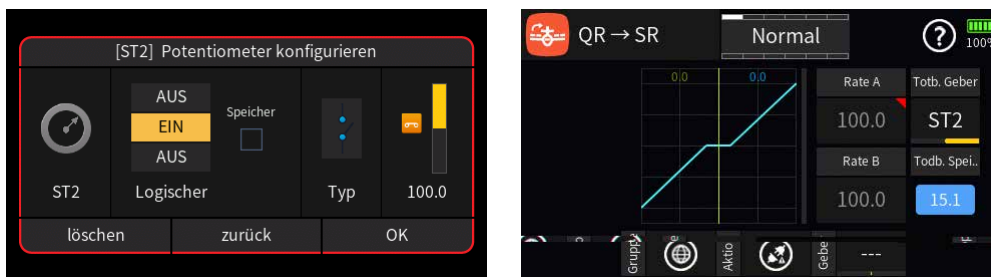 [ST2] Potentiometer konfigurieren
AUS
EIN
AUS
Speicher
ST2
Logischer
Typ
100.0
löschen
zurück
OK
QR → SR
Normal
?
100%
0,0
0,0
Rate A
Totb. Geber
100.0
ST2
Rate B
Todb. Spei..
100.0
15.1
Gruppe
Aktio
Gebe
---